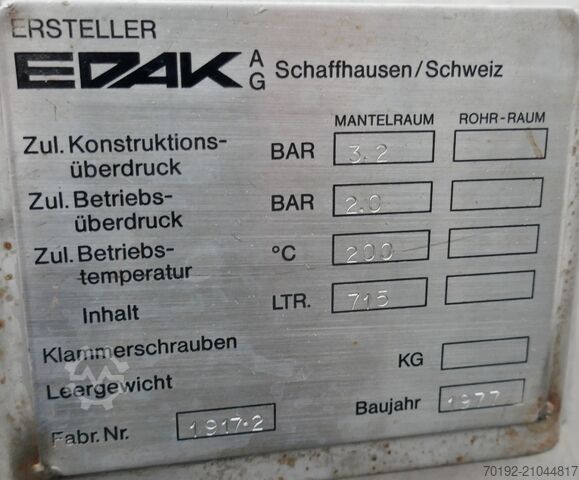 ERSTELLER
EDAK AG Schaffhausen/Schweiz
MANTELRAUM ROHR-RAUM
Zul. Konstruktions-
überdruck BAR 3.2
Zul. Betriebs-
überdruck BAR 2.0
Zul. Betriebs-
temperatur °C 200
Inhalt LTR. 715
Klammerschrauben
Leergewicht KG
Fabr. Nr. 1917·2 Baujahr 1977
70192-21044817